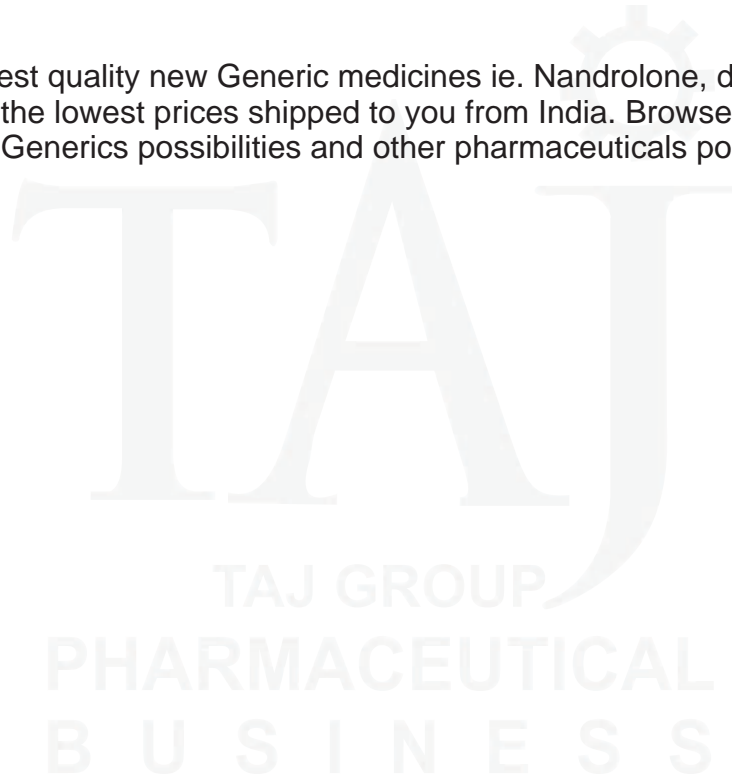 est quality new Generic medicines ie. Nandrolone, d
the lowest prices shipped to you from India. Browse
Generics possibilities and other pharmaceuticals po
TAJ
TAJ GROUP
PHARMACEUTICAL
BUSINESS